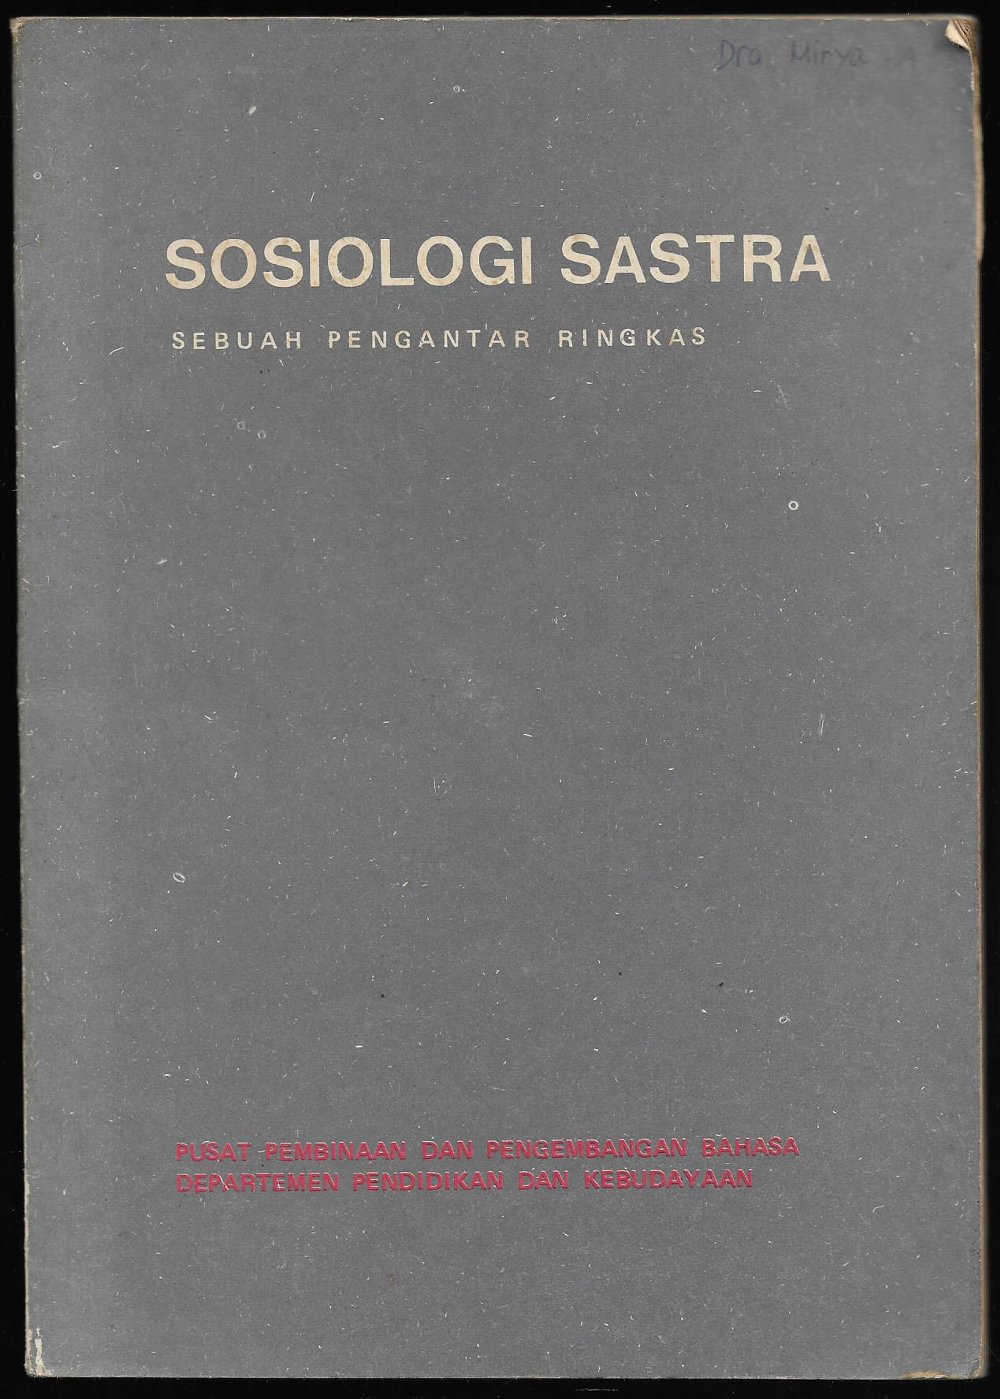 Dra. Mirya. A
SOSIOLOGI SASTRA
SEBUAH PENGANTAR RINGKAS
PUSAT PEMBINAAN DAN PENGEMBANGAN BAHASA
DEPARTEMEN PENDIDIKAN DAN KEBUDAYAAN